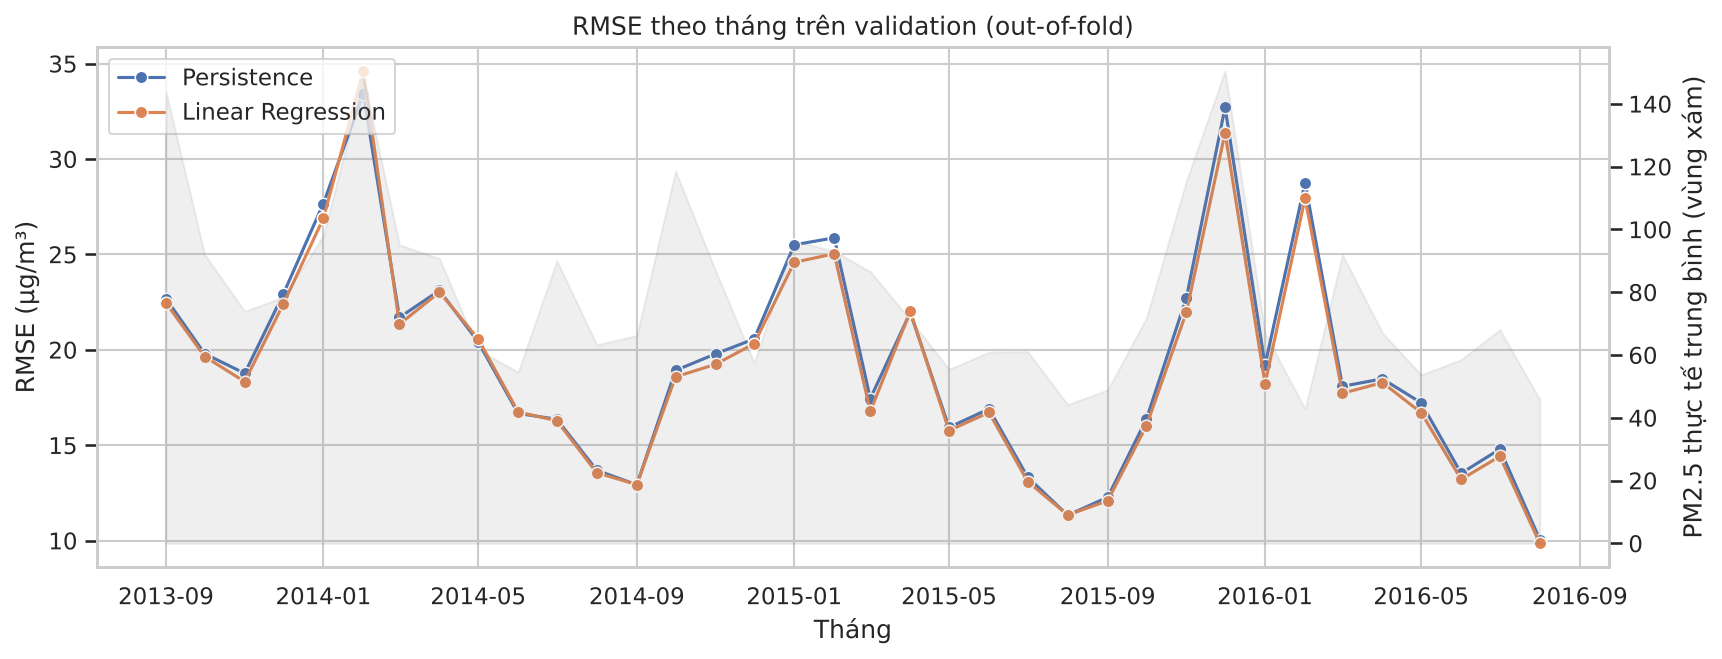 RMSE theo tháng trên validation (out-of-fold)
Persistence
Linear Regression
RMSE (µg/m³)
35
30
25
20
15
10
140
120
100
80
60
40
20
0
PM2.5 thực tế trung bình (vùng xám)
2013-09 2014-01 2014-05 2014-09 2015-01 2015-05 2015-09 2016-01 2016-05 2016-09
Tháng